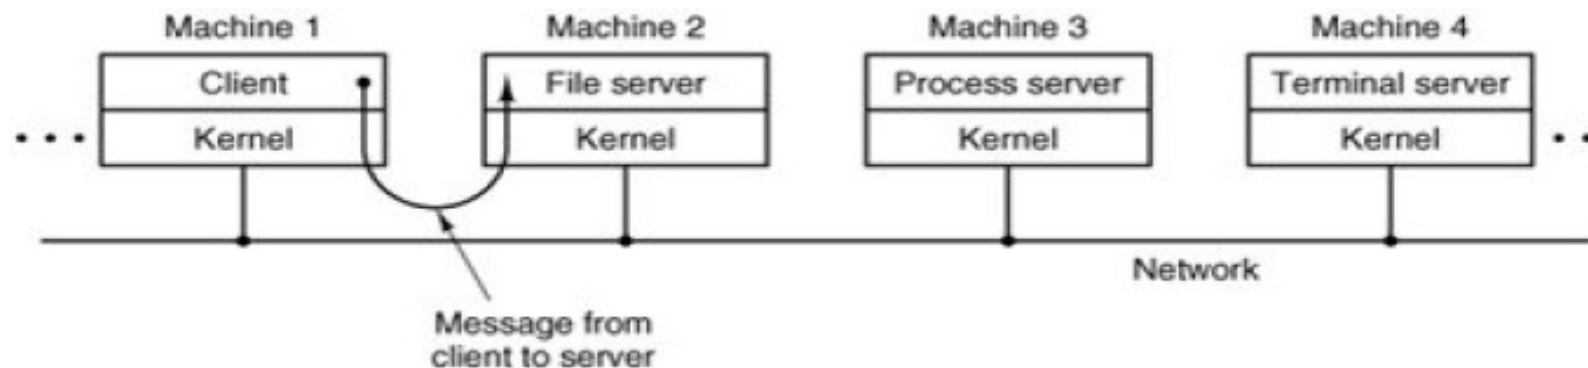 Machine 1
Machine 2
Machine 3
Machine 4
Client
File server
Process server
Terminal server
Kernel
Kernel
Kernel
Kernel
Network
Message from
client to server